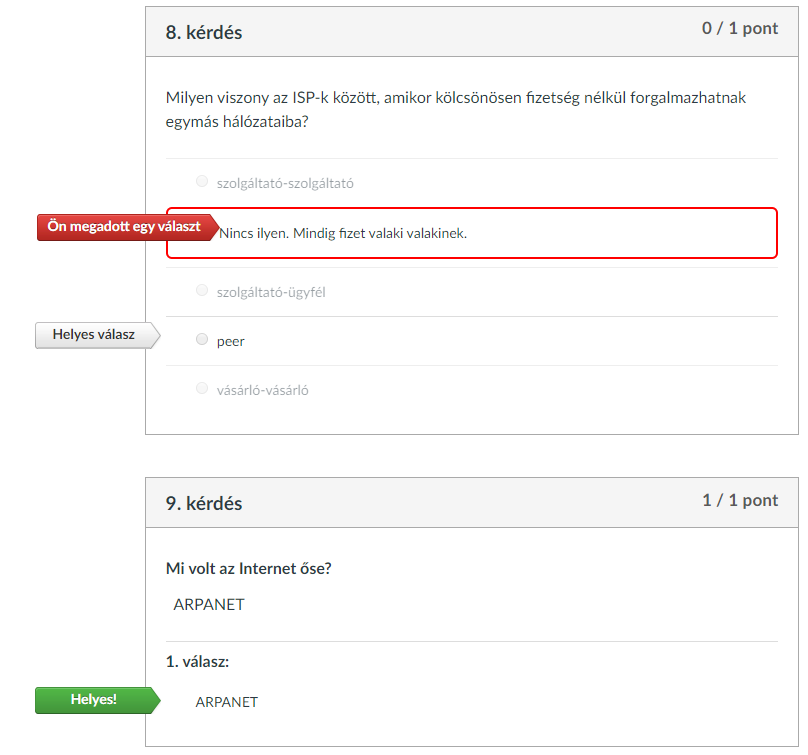 8. kérdés
0 / 1 pont
Milyen viszony az ISP-k között, amikor kölcsönösen fizetség nélkül forgalmazhatnak
egymás hálózataiba?
szolgáltató-szolgáltató
Ön megadott egy választ
Nincs ilyen. Mindig fizet valaki valakinek.
szolgáltató-ügyfél
Helyes válasz
peer
vásárló-vásárló
9. kérdés
1 / 1 pont
Mi volt az Internet őse?
ARPANET
1. válasz:
Helyes!
ARPANET